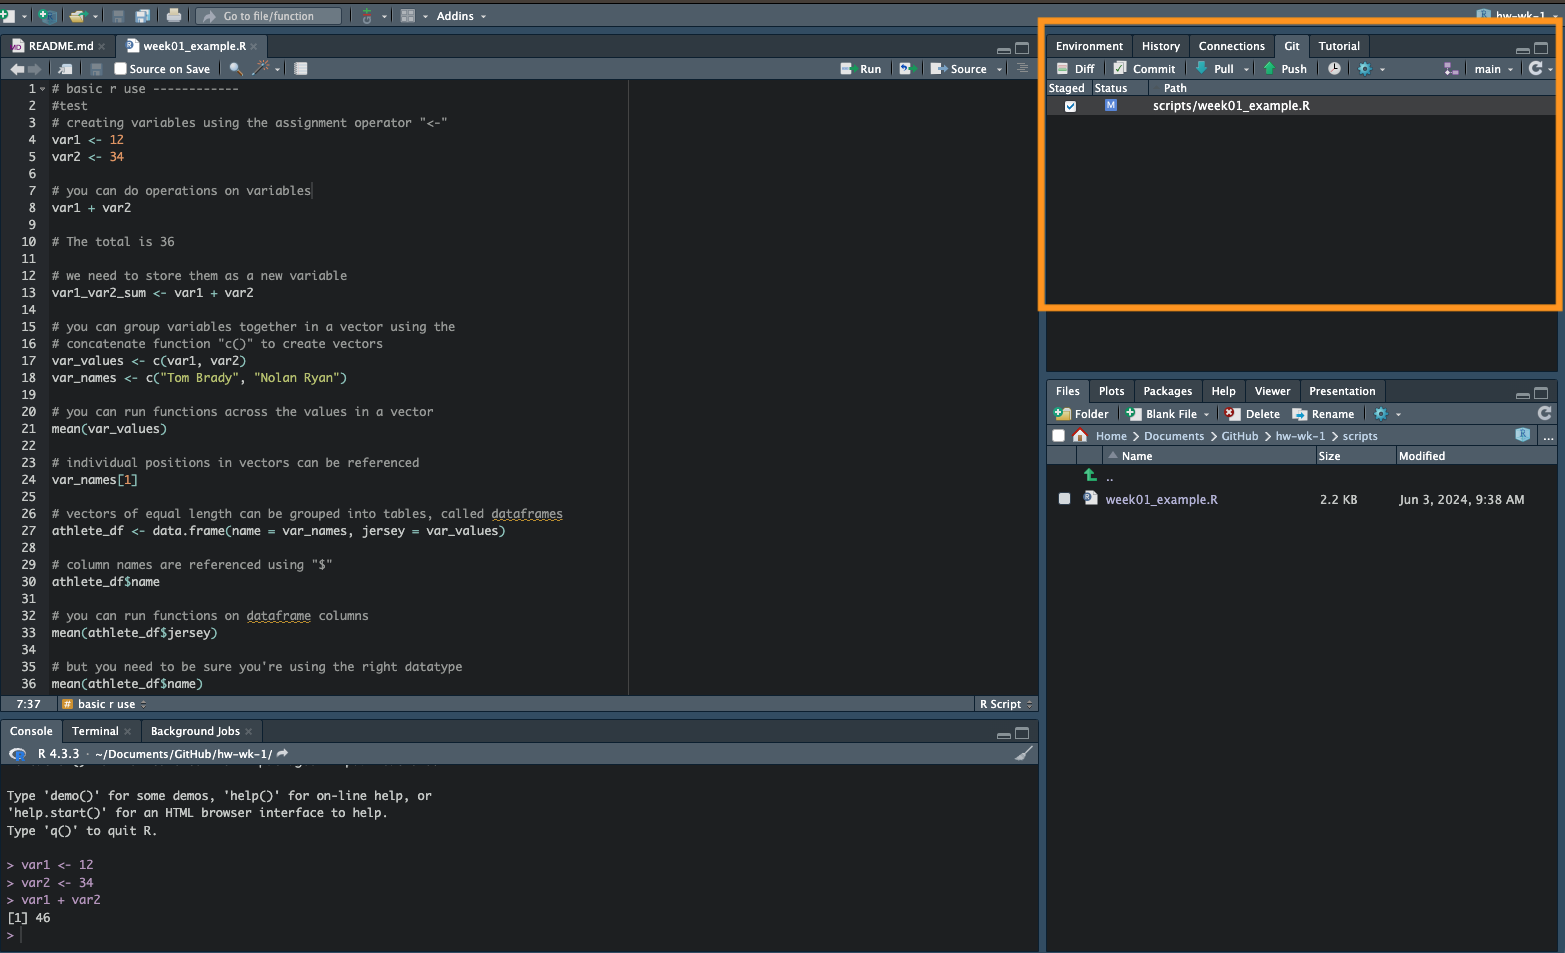 Go to file/function
Addins
hw-wk-1
README.md
week01_example.R
Source on Save
Run
Source
1 # basic r use ------------
2 #test
3 # creating variables using the assignment operator "<-"
4 var1 <- 12
5 var2 <- 34
6
7 # you can do operations on variables
8 var1 + var2
9
10 # The total is 36
11
12 # we need to store them as a new variable
13 var1_var2_sum <- var1 + var2
14
15 # you can group variables together in a vector using the
16 # concatenate function "c()" to create vectors
17 var_values <- c(var1, var2)
18 var_names <- c("Tom Brady", "Nolan Ryan")
19
20 # you can run functions across the values in a vector
21 mean(var_values)
22
23 # individual positions in vectors can be referenced
24 var_names[1]
25
26 # vectors of equal length can be grouped into tables, called dataframes
27 athlete_df <- data.frame(name = var_names, jersey = var_values)
28
29 # column names are referenced using "$"
30 athlete_df$name
31
32 # you can run functions on dataframe columns
33 mean(athlete_df$jersey)
34
35 # but you need to be sure you're using the right datatype
36 mean(athlete_df$name)
7:37 # basic r use R Script
Console Terminal Background Jobs
R 4.3.3 · ~/Documents/GitHub/hw-wk-1/
Type 'demo()' for some demos, 'help()' for on-line help, or
'help.start()' for an HTML browser interface to help.
Type 'q()' to quit R.
> var1 <- 12
> var2 <- 34
> var1 + var2
[1] 46
>
Environment History Connections Git Tutorial
Diff Commit Pull Push main
Staged Status Path
M scripts/week01_example.R
Files Plots Packages Help Viewer Presentation
Folder Blank File Delete Rename
Home > Documents > GitHub > hw-wk-1 > scripts ...
Name Size Modified
..
week01_example.R 2.2 KB Jun 3, 2024, 9:38 AM